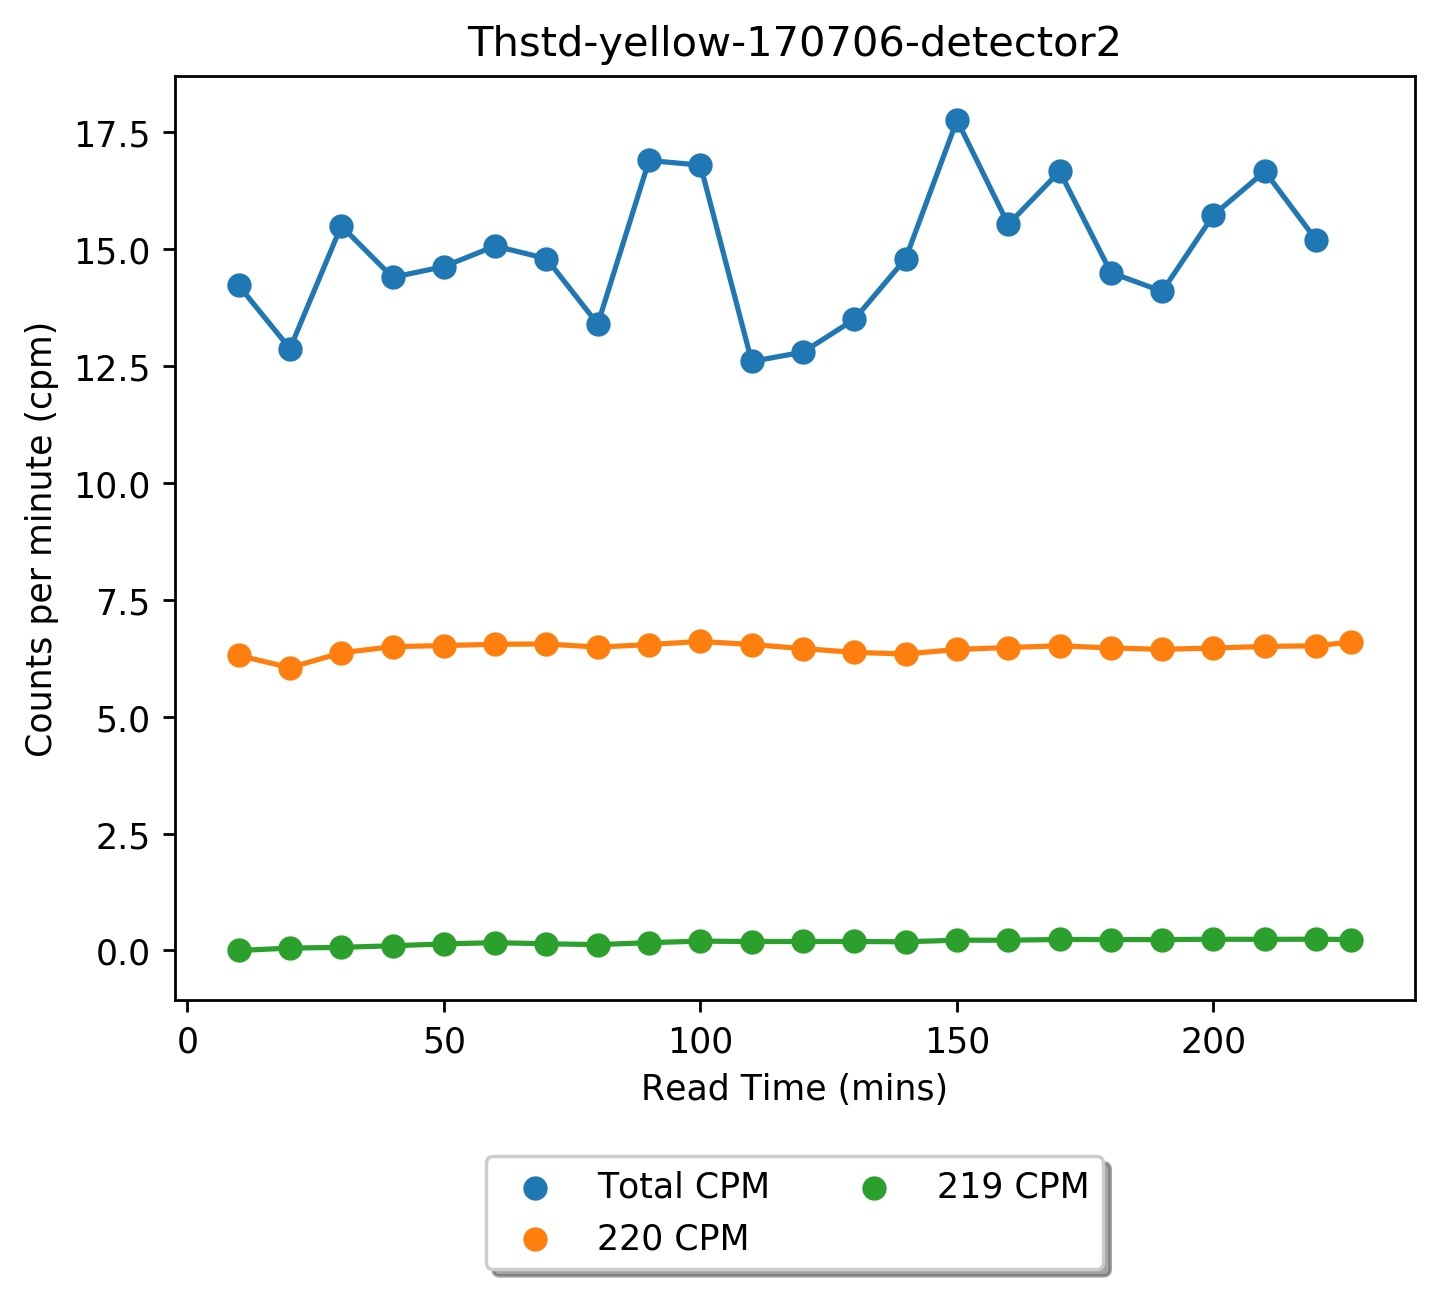 Thstd-yellow-170706-detector2
17.5
15.0
12.5
10.0
7.5
5.0
2.5
0.0
Counts per minute (cpm)
0 50 100 150 200
Read Time (mins)
Total CPM 219 CPM
220 CPM